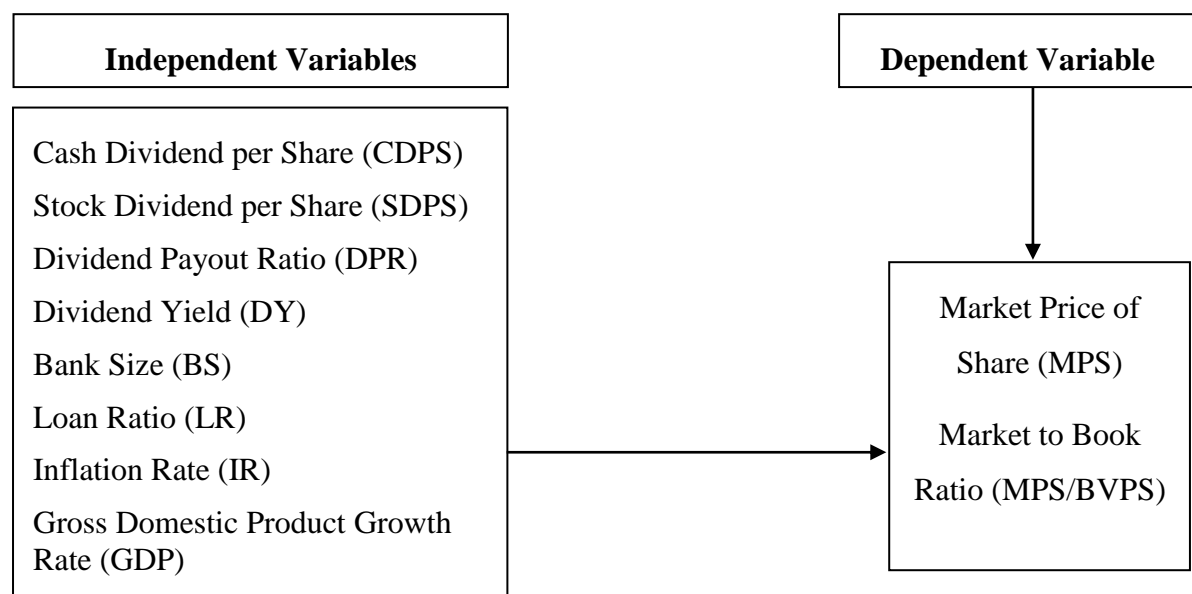 Independent Variables
Cash Dividend per Share (CDPS)
Stock Dividend per Share (SDPS)
Dividend Payout Ratio (DPR)
Dividend Yield (DY)
Bank Size (BS)
Loan Ratio (LR)
Inflation Rate (IR)
Gross Domestic Product Growth
Rate (GDP)
Dependent Variable
Market Price of
Share (MPS)
Market to Book
Ratio (MPS/BVPS)